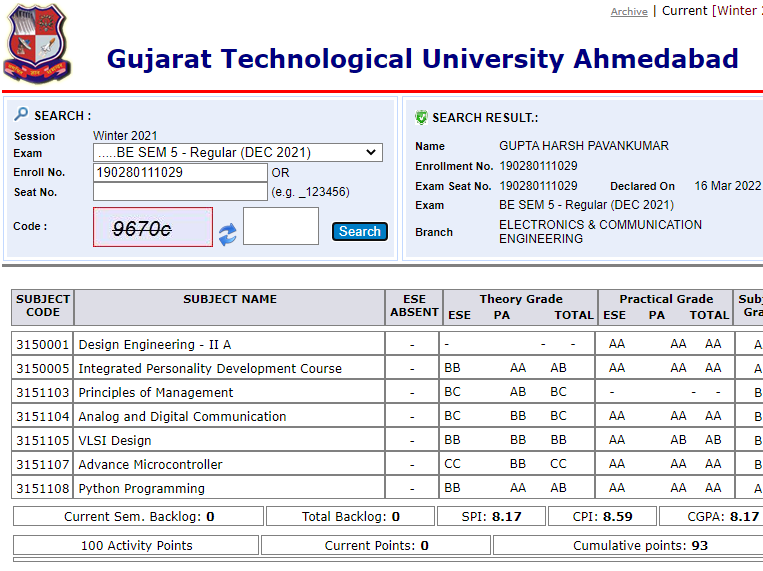 Archive | Current [Winter 2
Gujarat Technological University Ahmedabad
SEARCH :
Session Winter 2021
Exam .....BE SEM 5 - Regular (DEC 2021)
Enroll No. 190280111029 OR
Seat No. (e.g. _123456)
Code : 9670c Search
SEARCH RESULT.:
Name GUPTA HARSH PAVANKUMAR
Enrollment No. 190280111029
Exam Seat No. 190280111029 Declared On 16 Mar 2022
Exam BE SEM 5 - Regular (DEC 2021)
Branch ELECTRONICS & COMMUNICATION
ENGINEERING
SUBJECT SUBJECT NAME ESE Theory Grade Practical Grade Subj
CODE ABSENT ESE PA TOTAL ESE PA TOTAL Gra
3150001 Design Engineering - II A - - - - AA AA AA A
3150005 Integrated Personality Development Course - BB AA AB AA AA AA A
3151103 Principles of Management - BC AB BC - - - B
3151104 Analog and Digital Communication - BC BB BC AA AA AA B
3151105 VLSI Design - BB BB BB AA AB AB B
3151107 Advance Microcontroller - CC BB CC AA AA AA B
3151108 Python Programming - BB AA AB AA AA AA A
Current Sem. Backlog: 0 Total Backlog: 0 SPI: 8.17 CPI: 8.59 CGPA: 8.17
100 Activity Points Current Points: 0 Cumulative points: 93